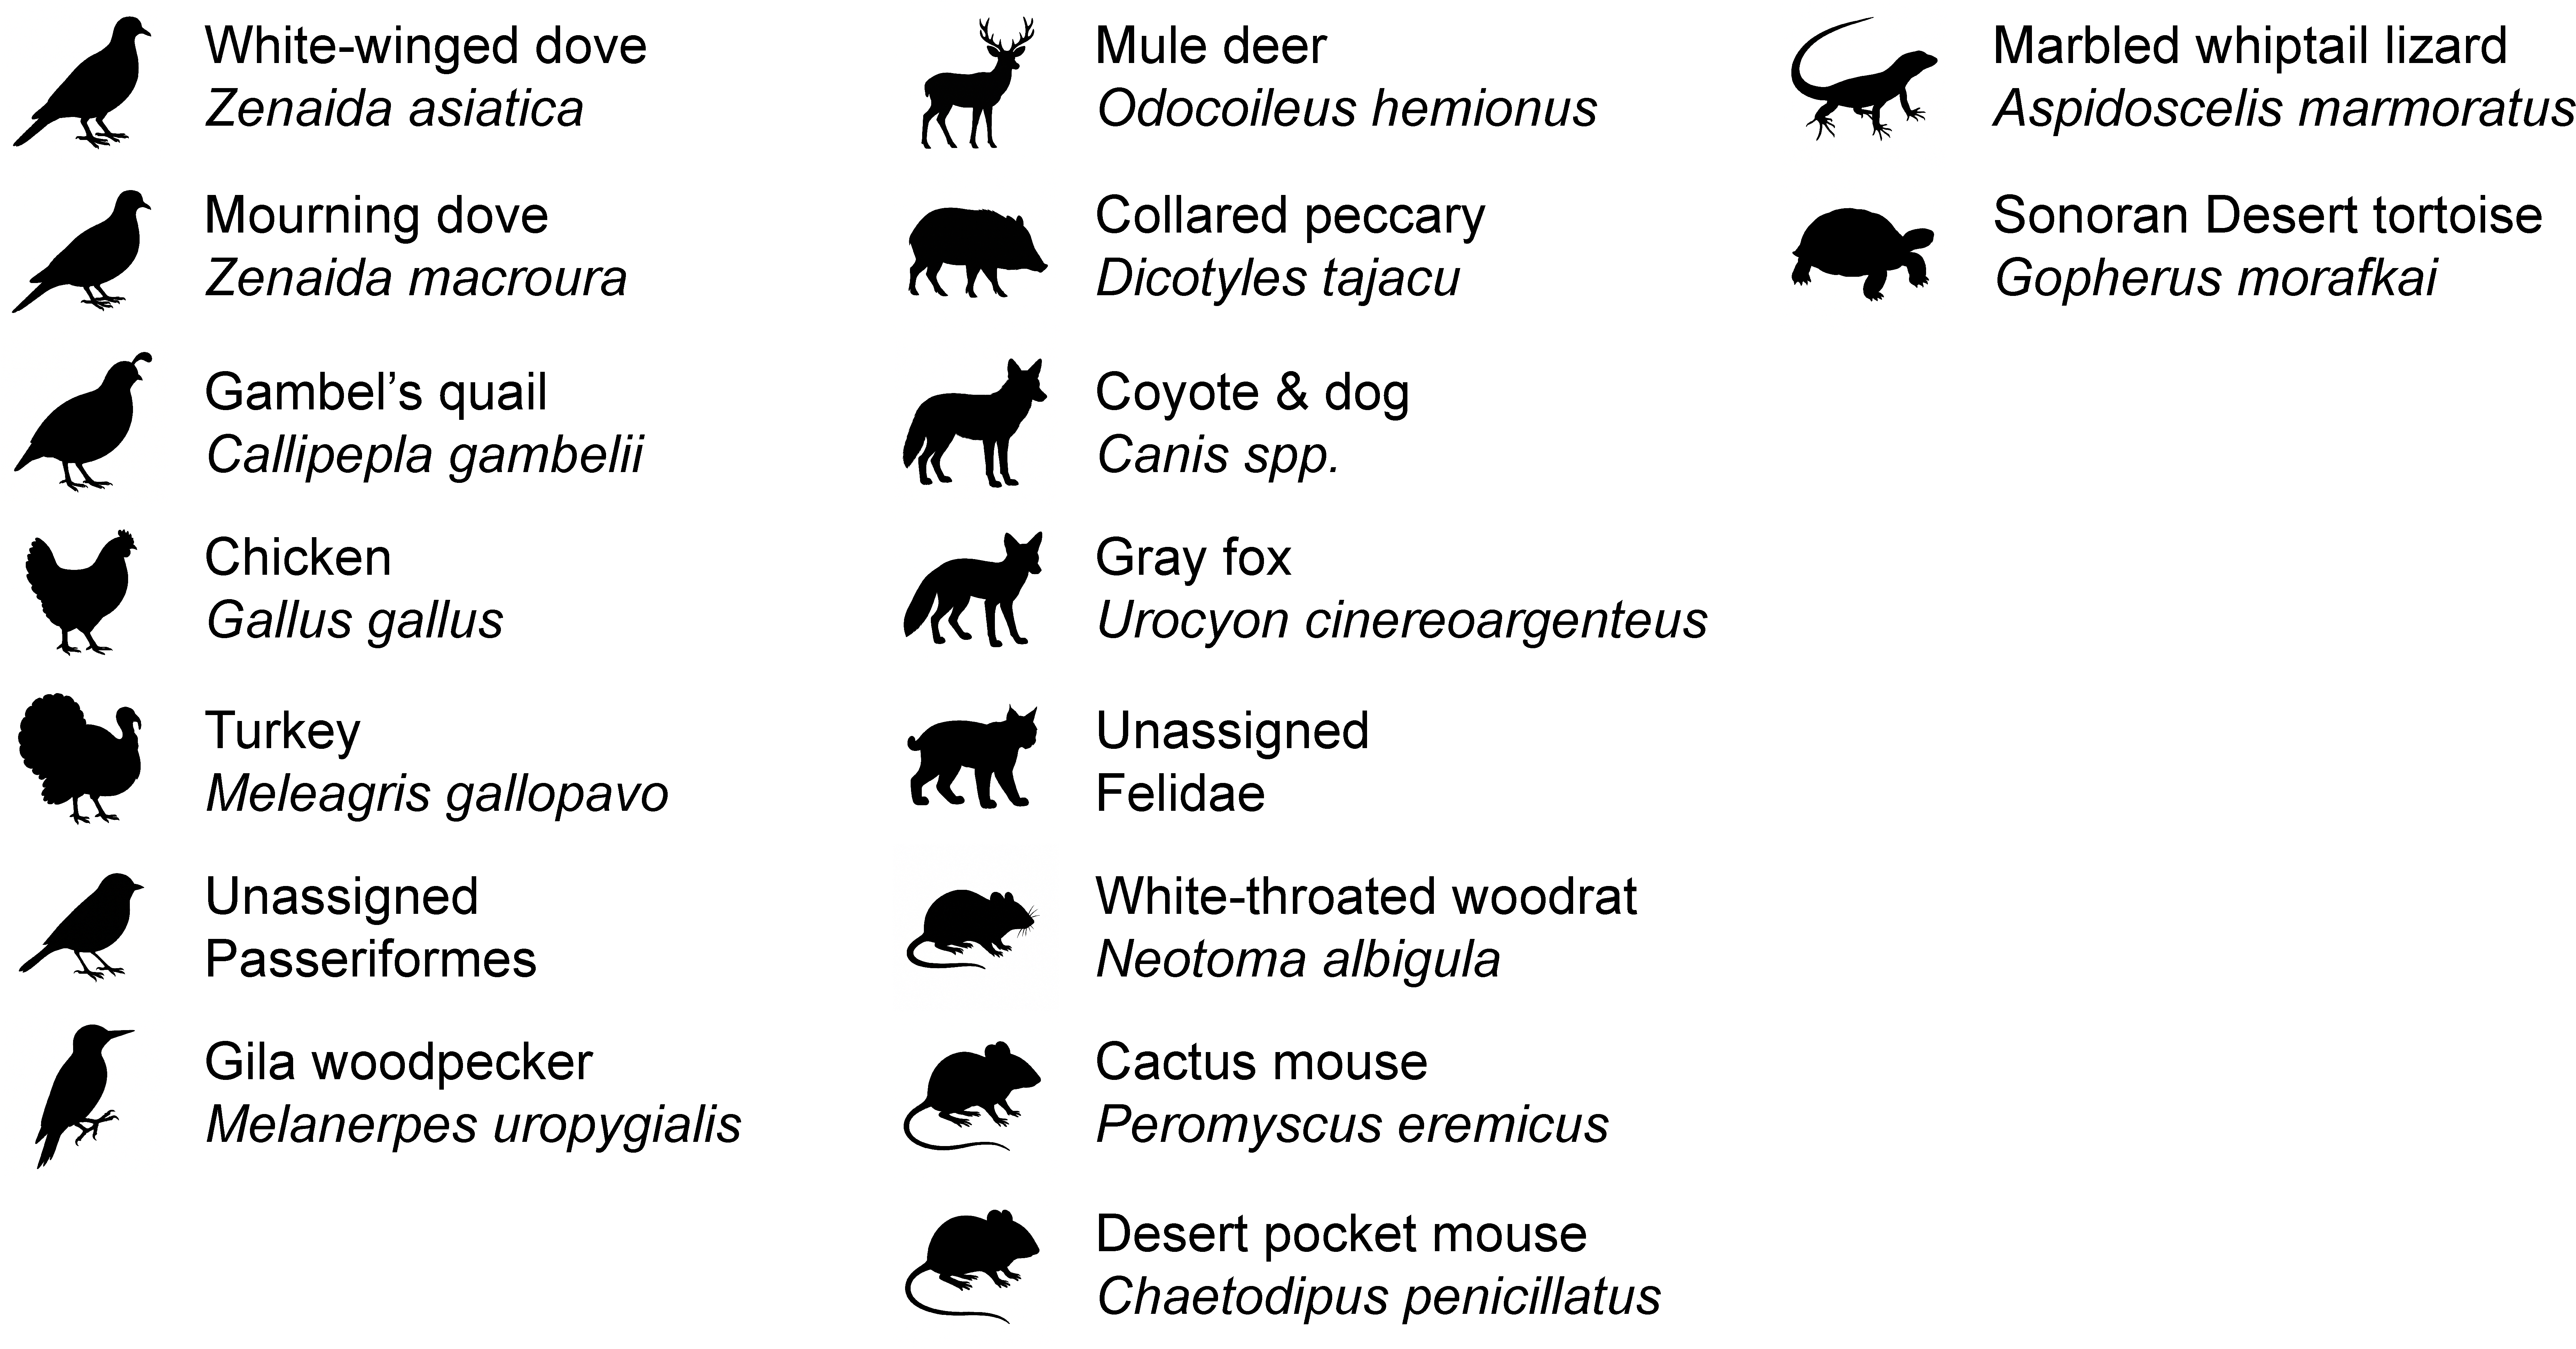 White-winged dove
Zenaida asiatica
Mourning dove
Zenaida macroura
Gambel’s quail
Callipepla gambelii
Chicken
Gallus gallus
Turkey
Meleagris gallopavo
Unassigned
Passeriformes
Gila woodpecker
Melanerpes uropygialis
Mule deer
Odocoileus hemionus
Collared peccary
Dicotyles tajacu
Coyote & dog
Canis spp.
Gray fox
Urocyon cinereoargenteus
Unassigned
Felidae
White-throated woodrat
Neotoma albigula
Cactus mouse
Peromyscus eremicus
Desert pocket mouse
Chaetodipus penicillatus
Marbled whiptail lizard
Aspidoscelis marmoratus
Sonoran Desert tortoise
Gopherus morafkai